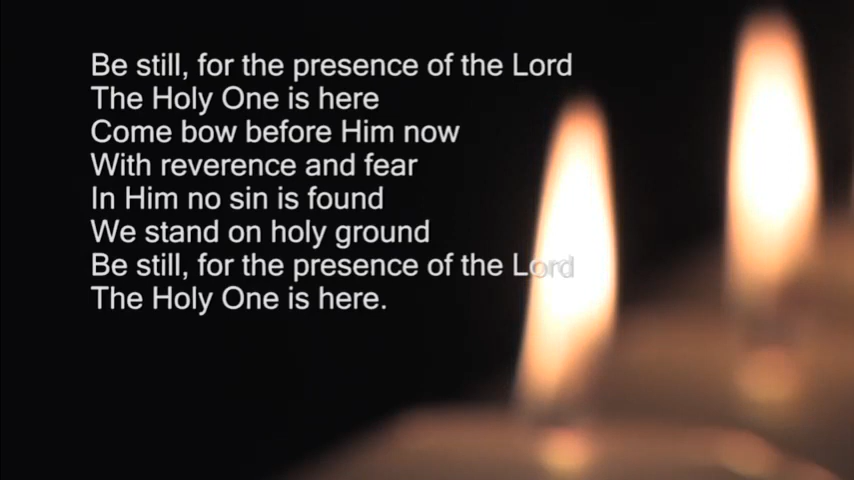 Be still, for the presence of the Lord
The Holy One is here
Come bow before Him now
With reverence and fear
In Him no sin is found
We stand on holy ground
Be still, for the presence of the Lord
The Holy One is here.